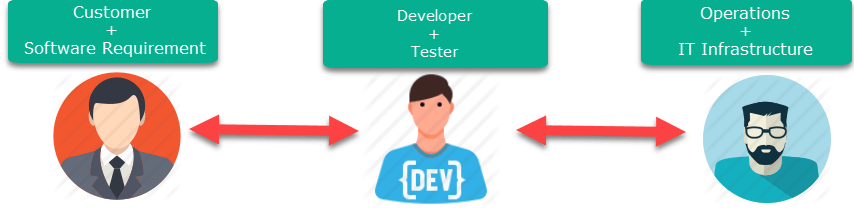 Customer
+
Software Requirement
Developer
+
Tester
Operations
+
IT Infrastructure
{DEV}